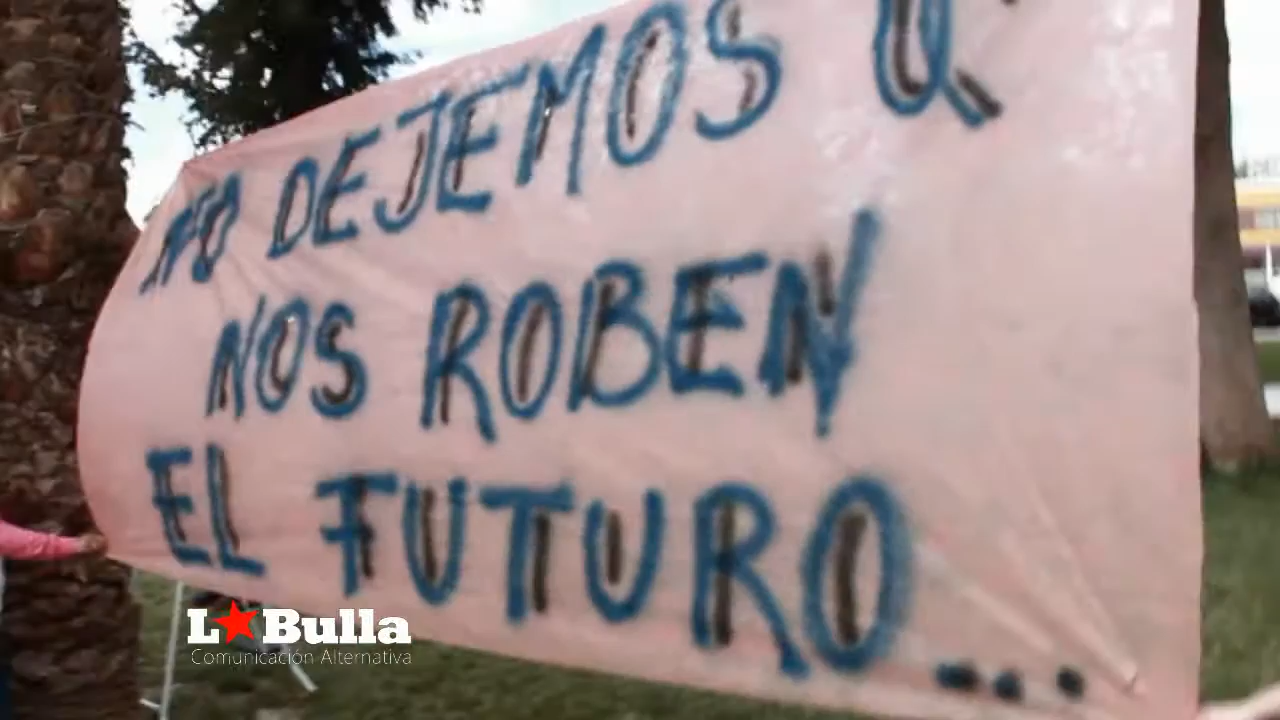 NO DEJEMOS Q'
NOS ROBEN
EL FUTURO...
L★Bulla
Comunicación Alternativa